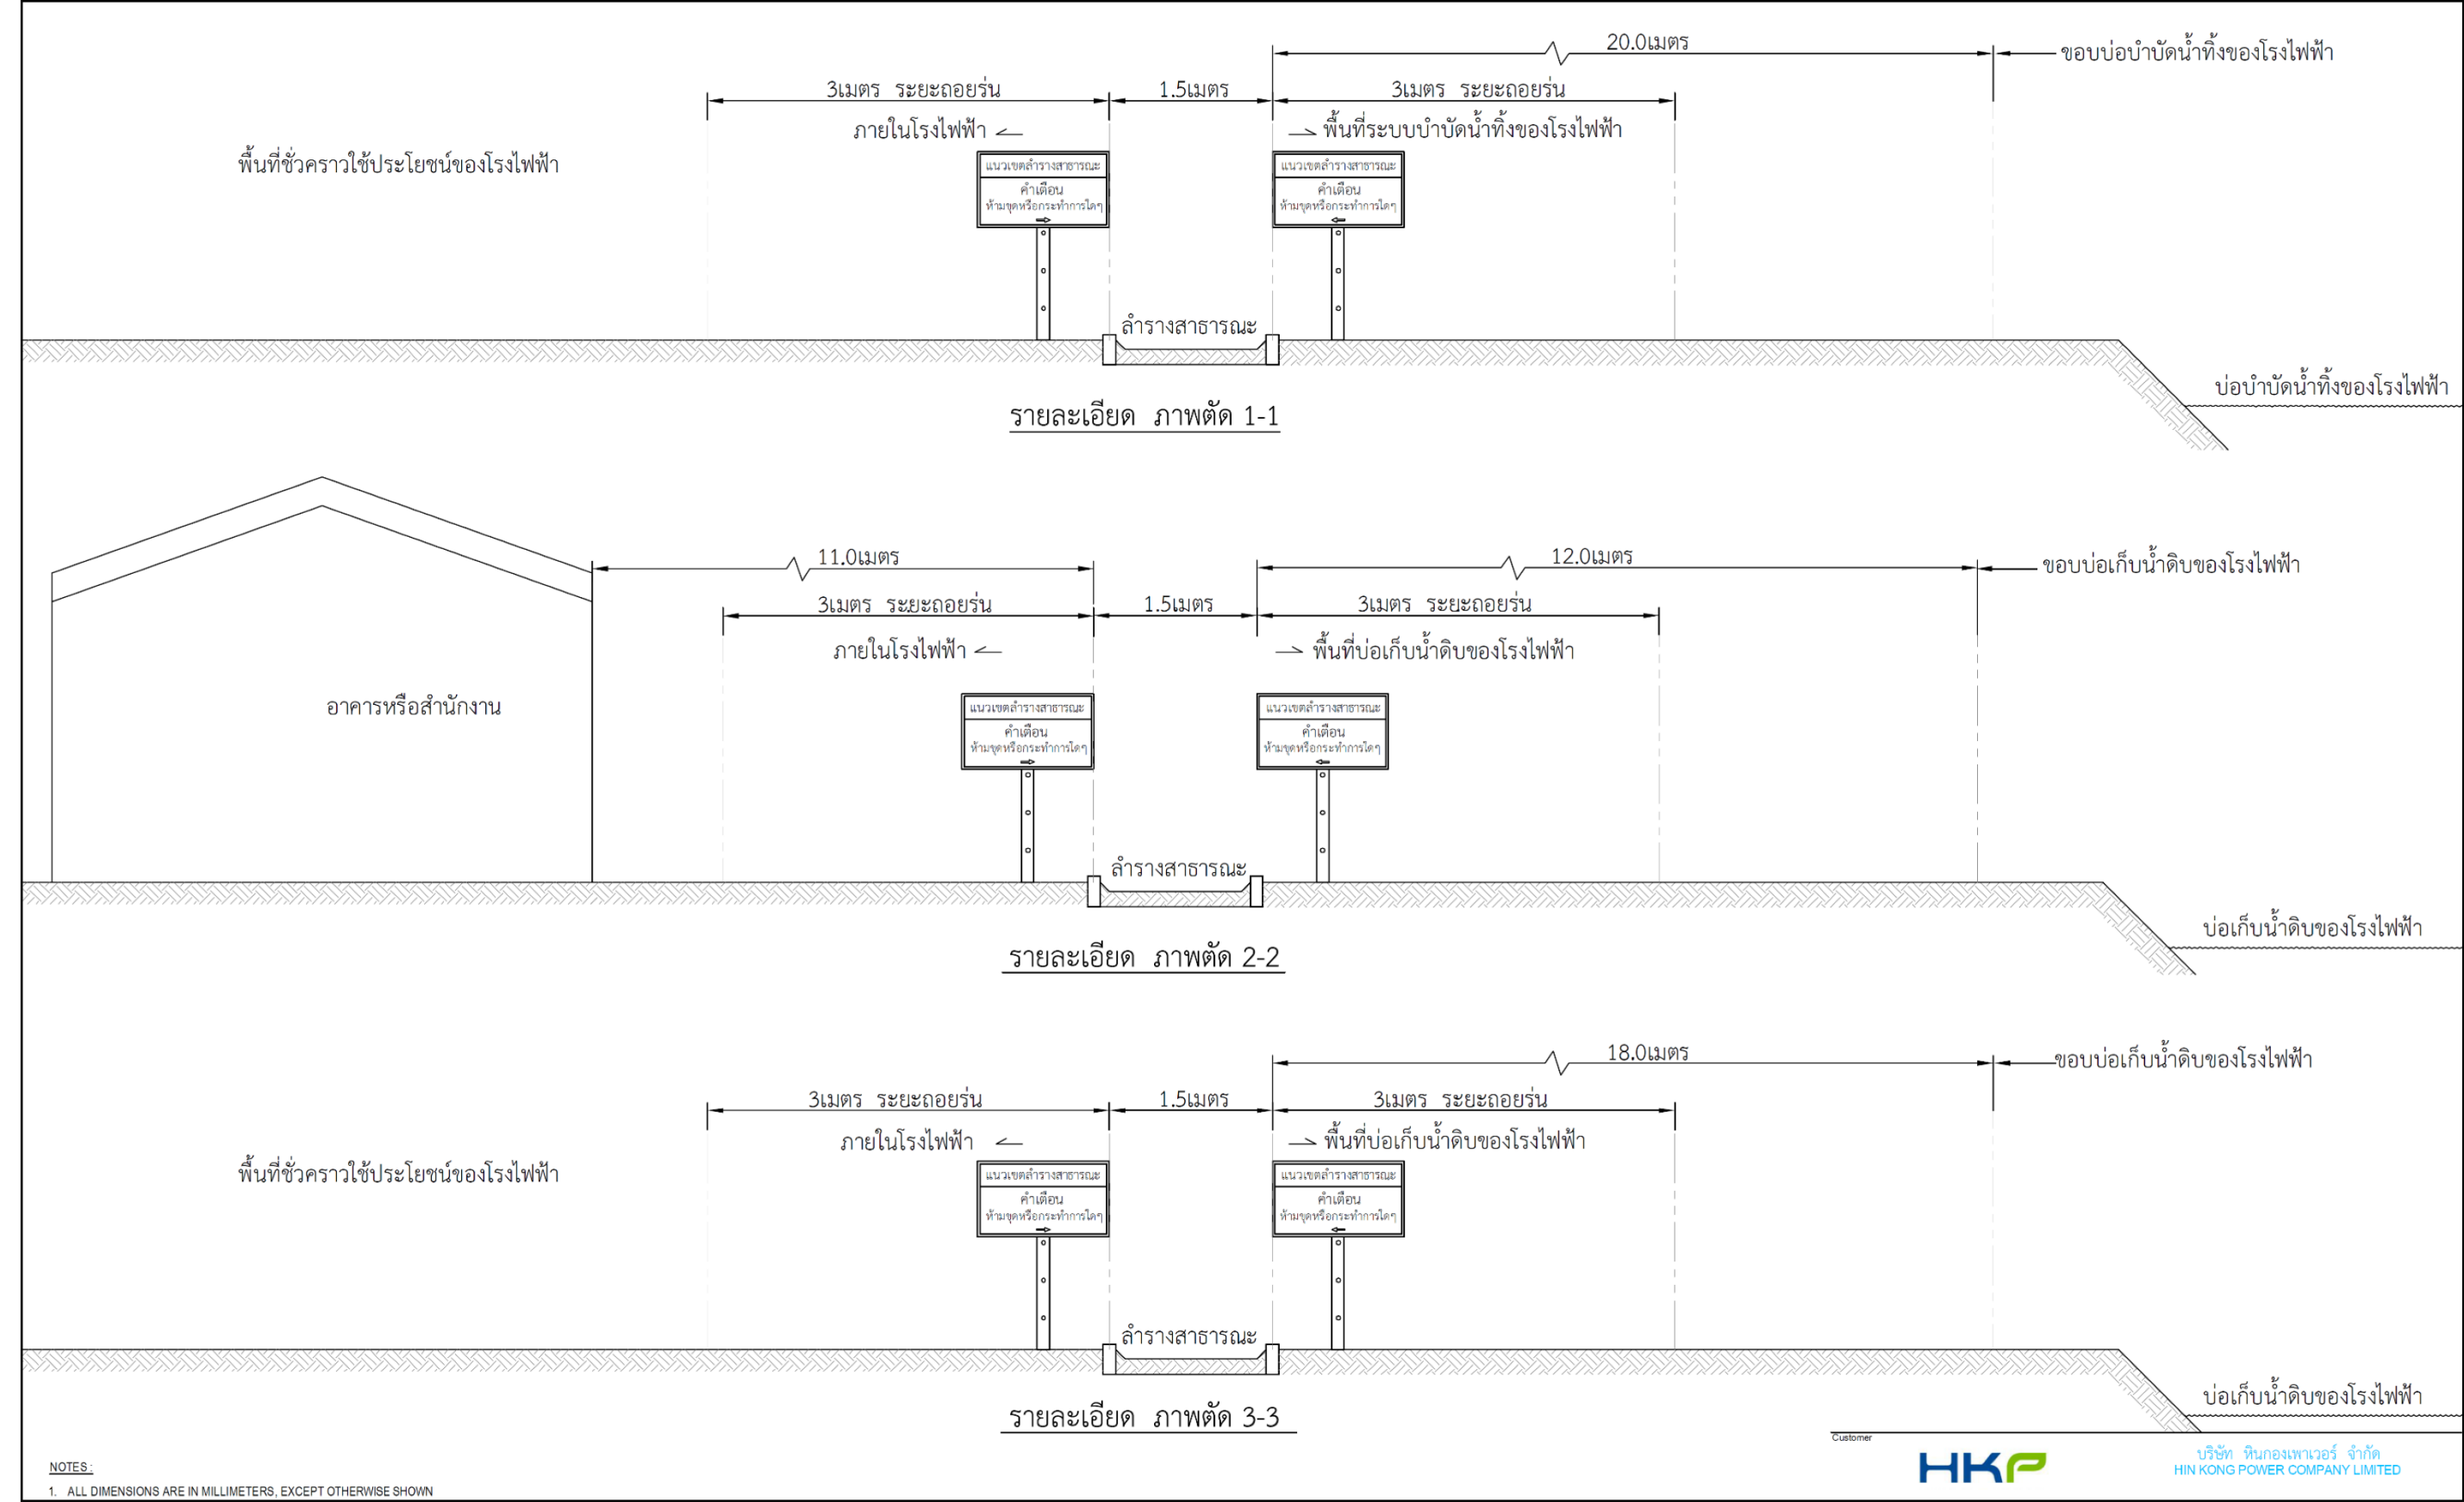 20.0เมตร
ขอบบ่อบำบัดน้ำทิ้งของโรงไฟฟ้า
3เมตร ระยะถอยร่น
1.5เมตร
3เมตร ระยะถอยร่น
ภายในโรงไฟฟ้า
พื้นที่ระบบบำบัดน้ำทิ้งของโรงไฟฟ้า
พื้นที่ชั่วคราวใช้ประโยชน์ของโรงไฟฟ้า
แนวเขตลำรางสาธารณะ
คำเตือน
ห้ามขุดหรือกระทำการใดๆ
แนวเขตลำรางสาธารณะ
คำเตือน
ห้ามขุดหรือกระทำการใดๆ
ลำรางสาธารณะ
บ่อบำบัดน้ำทิ้งของโรงไฟฟ้า
รายละเอียด ภาพตัด 1-1
11.0เมตร
12.0เมตร
ขอบบ่อเก็บน้ำดิบของโรงไฟฟ้า
3เมตร ระยะถอยร่น
1.5เมตร
3เมตร ระยะถอยร่น
ภายในโรงไฟฟ้า
พื้นที่บ่อเก็บน้ำดิบของโรงไฟฟ้า
อาคารหรือสำนักงาน
แนวเขตลำรางสาธารณะ
คำเตือน
ห้ามขุดหรือกระทำการใดๆ
แนวเขตลำรางสาธารณะ
คำเตือน
ห้ามขุดหรือกระทำการใดๆ
ลำรางสาธารณะ
บ่อเก็บน้ำดิบของโรงไฟฟ้า
รายละเอียด ภาพตัด 2-2
18.0เมตร
ขอบบ่อเก็บน้ำดิบของโรงไฟฟ้า
3เมตร ระยะถอยร่น
1.5เมตร
3เมตร ระยะถอยร่น
ภายในโรงไฟฟ้า
พื้นที่บ่อเก็บน้ำดิบของโรงไฟฟ้า
พื้นที่ชั่วคราวใช้ประโยชน์ของโรงไฟฟ้า
แนวเขตลำรางสาธารณะ
คำเตือน
ห้ามขุดหรือกระทำการใดๆ
แนวเขตลำรางสาธารณะ
คำเตือน
ห้ามขุดหรือกระทำการใดๆ
ลำรางสาธารณะ
บ่อเก็บน้ำดิบของโรงไฟฟ้า
รายละเอียด ภาพตัด 3-3
NOTES :
1. ALL DIMENSIONS ARE IN MILLIMETERS, EXCEPT OTHERWISE SHOWN
Customer
HKP
บริษัท หินกองเพาเวอร์ จำกัด
HIN KONG POWER COMPANY LIMITED